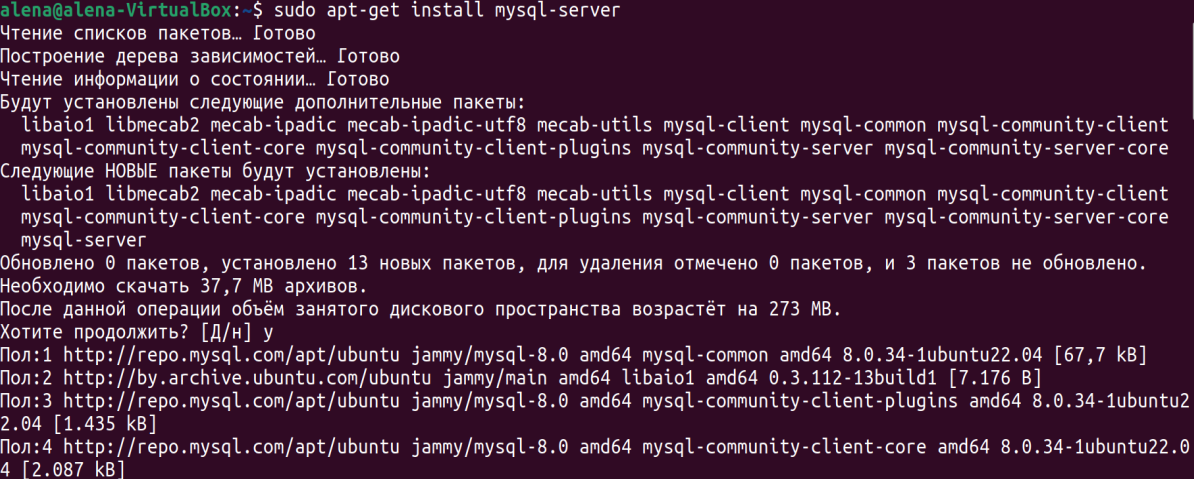 alena@alena-VirtualBox:~$ sudo apt-get install mysql-server
Чтение списков пакетов… Готово
Построение дерева зависимостей… Готово
Чтение информации о состоянии… Готово
Будут установлены следующие дополнительные пакеты:
  libaio1 libmecab2 mecab-ipadic mecab-ipadic-utf8 mecab-utils mysql-client mysql-common mysql-community-client
  mysql-community-client-core mysql-community-client-plugins mysql-community-server mysql-community-server-core
Следующие НОВЫЕ пакеты будут установлены:
  libaio1 libmecab2 mecab-ipadic mecab-ipadic-utf8 mecab-utils mysql-client mysql-common mysql-community-client
  mysql-community-client-core mysql-community-client-plugins mysql-community-server mysql-community-server-core
  mysql-server
Обновлено 0 пакетов, установлено 13 новых пакетов, для удаления отмечено 0 пакетов, и 3 пакетов не обновлено.
Необходимо скачать 37,7 MB архивов.
После данной операции объём занятого дискового пространства возрастёт на 273 MB.
Хотите продолжить? [Д/н] y
Пол:1 http://repo.mysql.com/apt/ubuntu jammy/mysql-8.0 amd64 mysql-common amd64 8.0.34-1ubuntu22.04 [67,7 kB]
Пол:2 http://by.archive.ubuntu.com/ubuntu jammy/main amd64 libaio1 amd64 0.3.112-13build1 [7.176 B]
Пол:3 http://repo.mysql.com/apt/ubuntu jammy/mysql-8.0 amd64 mysql-community-client-plugins amd64 8.0.34-1ubuntu2
2.04 [1.435 kB]
Пол:4 http://repo.mysql.com/apt/ubuntu jammy/mysql-8.0 amd64 mysql-community-client-core amd64 8.0.34-1ubuntu22.0
4 [2.087 kB]